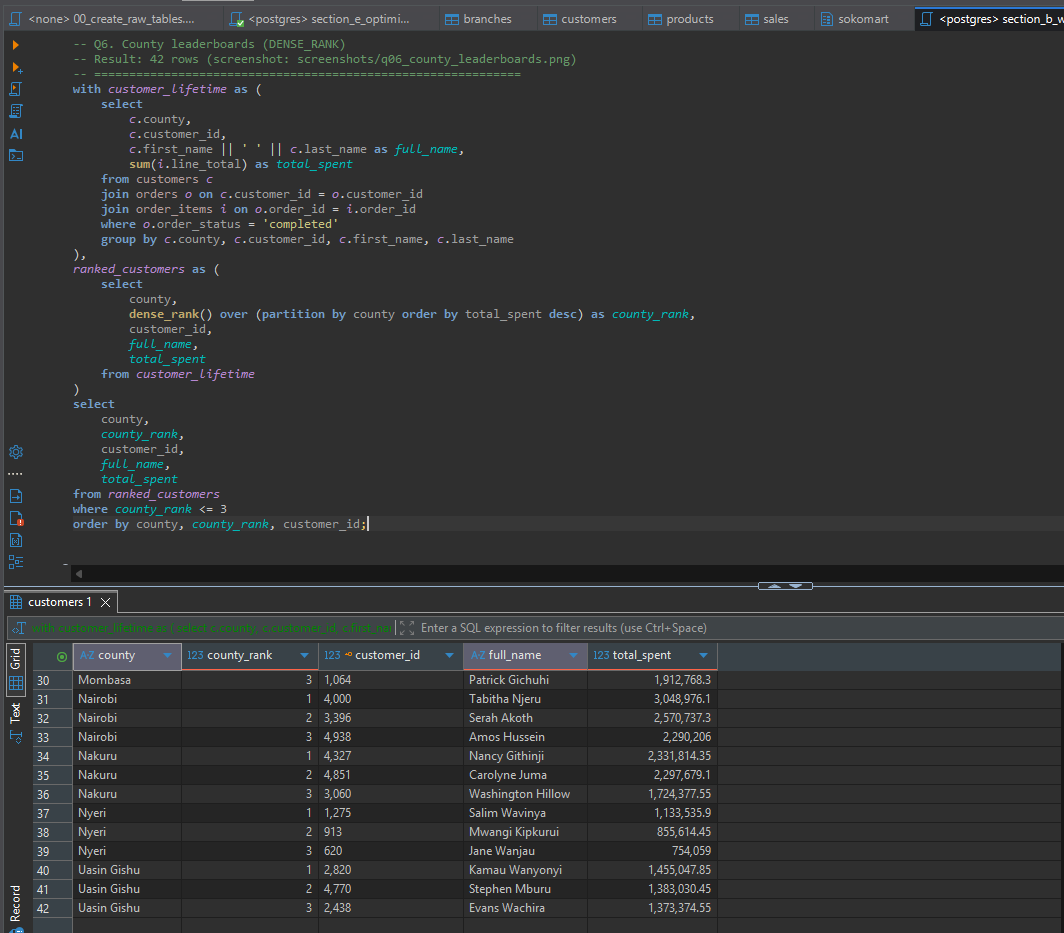 <none> 00_create_raw_tables....
<postgres> section_e_optimi...
branches
customers
products
sales
sokomart
<postgres> section_b_w
-- Q6. County leaderboards (DENSE_RANK)
-- Result: 42 rows (screenshot: screenshots/q06_county_leaderboards.png)
-- =============================================================
with customer_lifetime as (
select
c.county,
c.customer_id,
c.first_name || ' ' || c.last_name as full_name,
sum(i.line_total) as total_spent
from customers c
join orders o on c.customer_id = o.customer_id
join order_items i on o.order_id = i.order_id
where o.order_status = 'completed'
group by c.county, c.customer_id, c.first_name, c.last_name
),
ranked_customers as (
select
county,
dense_rank() over (partition by county order by total_spent desc) as county_rank,
customer_id,
full_name,
total_spent
from customer_lifetime
)
select
county,
county_rank,
customer_id,
full_name,
total_spent
from ranked_customers
where county_rank <= 3
order by county, county_rank, customer_id;
AI
customers 1
with customer_lifetime as ( select c.county, c.customer_id, c.first_nar
Enter a SQL expression to filter results (use Ctrl+Space)
Grid
Text
Record
A-Z county 123 county_rank 123 customer_id A-Z full_name 123 total_spent
30 Mombasa 3 1,064 Patrick Gichuhi 1,912,768.3
31 Nairobi 1 4,000 Tabitha Njeru 3,048,976.1
32 Nairobi 2 3,396 Serah Akoth 2,570,737.3
33 Nairobi 3 4,938 Amos Hussein 2,290,206
34 Nakuru 1 4,327 Nancy Githinji 2,331,814.35
35 Nakuru 2 4,851 Carolyne Juma 2,297,679.1
36 Nakuru 3 3,060 Washington Hillow 1,724,377.55
37 Nyeri 1 1,275 Salim Wavinya 1,133,535.9
38 Nyeri 2 913 Mwangi Kipkurui 855,614.45
39 Nyeri 3 620 Jane Wanjau 754,059
40 Uasin Gishu 1 2,820 Kamau Wanyonyi 1,455,047.85
41 Uasin Gishu 2 4,770 Stephen Mburu 1,383,030.45
42 Uasin Gishu 3 2,438 Evans Wachira 1,373,374.55